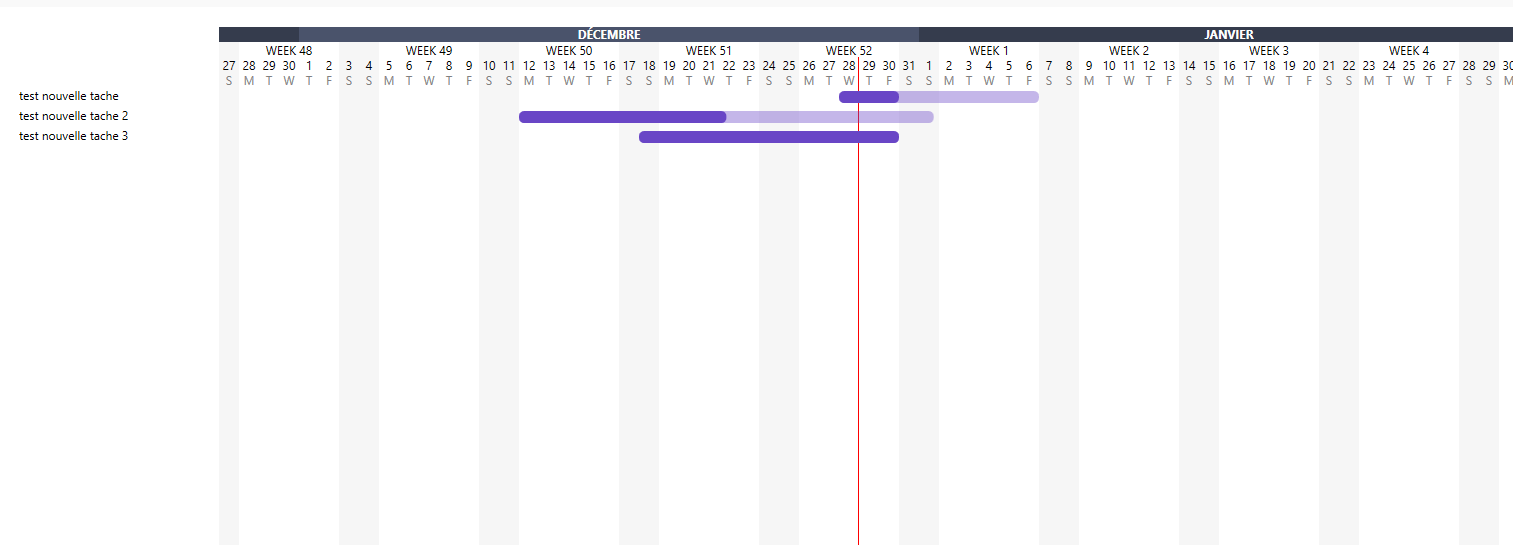 DÉCEMBRE JANVIER
WEEK 48 WEEK 49 WEEK 50 WEEK 51 WEEK 52 WEEK 1 WEEK 2 WEEK 3 WEEK 4
27 28 29 30 1 2 3 4 5 6 7 8 9 10 11 12 13 14 15 16 17 18 19 20 21 22 23 24 25 26 27 28 29 30 31 1 2 3 4 5 6 7 8 9 10 11 12 13 14 15 16 17 18 19 20 21 22 23 24 25 26 27 28 29 30
S M T W T F S S M T W T F S S M T W T F S S M T W T F S S M T W T F S S M T W T F S S M T W T F S S M T W T F S S M T W T F S S M
test nouvelle tache
test nouvelle tache 2
test nouvelle tache 3